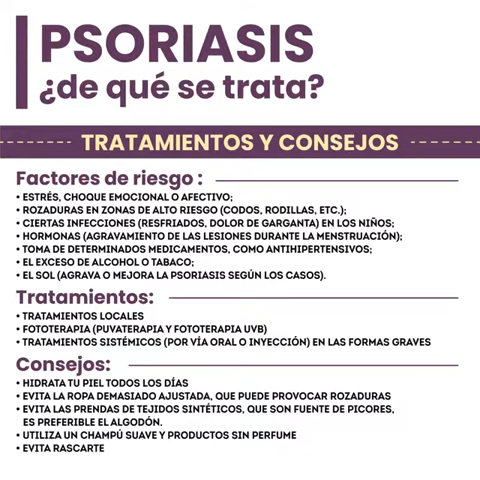 PSORIASIS
¿de qué se trata?
TRATAMIENTOS Y CONSEJOS
Factores de riesgo :
• ESTRÉS, CHOQUE EMOCIONAL O AFECTIVO;
• ROZADURAS EN ZONAS DE ALTO RIESGO (CODOS, RODILLAS, ETC.);
• CIERTAS INFECCIONES (RESFRIADOS, DOLOR DE GARGANTA) EN LOS NIÑOS;
• HORMONAS (AGRAVAMIENTO DE LAS LESIONES DURANTE LA MENSTRUACIÓN);
• TOMA DE DETERMINADOS MEDICAMENTOS, COMO ANTIHIPERTENSIVOS;
• EL EXCESO DE ALCOHOL O TABACO;
• EL SOL (AGRAVA O MEJORA LA PSORIASIS SEGÚN LOS CASOS).
Tratamientos:
• TRATAMIENTOS LOCALES
• FOTOTERAPIA (PUVATERAPIA Y FOTOTERAPIA UVB)
• TRATAMIENTOS SISTÉMICOS (POR VÍA ORAL O INYECCIÓN) EN LAS FORMAS GRAVES
Consejos:
• HIDRATA TU PIEL TODOS LOS DÍAS
• EVITA LA ROPA DEMASIADO AJUSTADA, QUE PUEDE PROVOCAR ROZADURAS
• EVITA LAS PRENDAS DE TEJIDOS SINTÉTICOS, QUE SON FUENTE DE PICORES,
ES PREFERIBLE EL ALGODÓN.
• UTILIZA UN CHAMPÚ SUAVE Y PRODUCTOS SIN PERFUME
• EVITA RASCARTE